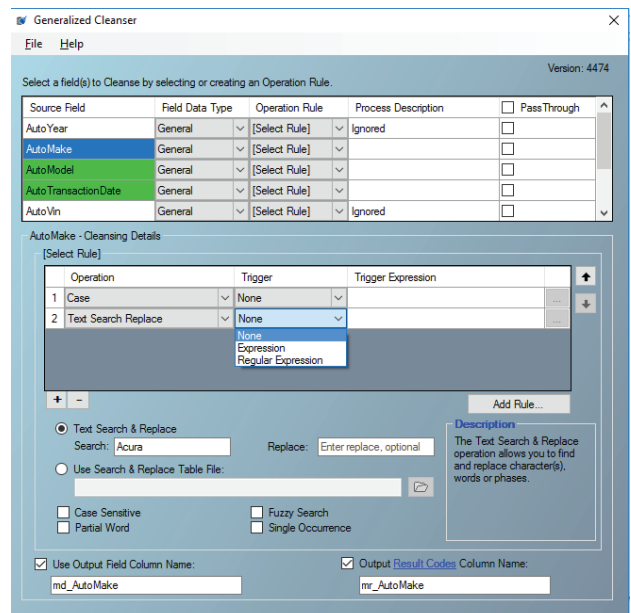 Generalized Cleanser
File Help
Version: 4474
Select a field(s) to Cleanse by selecting or creating an Operation Rule.
Source Field Field Data Type Operation Rule Process Description PassThrough
AutoYear General [Select Rule] Ignored
AutoMake General [Select Rule]
AutoModel General [Select Rule]
AutoTransactionDate General [Select Rule]
AutoVin General [Select Rule] Ignored
AutoMake - Cleansing Details
[Select Rule]
Operation Trigger Trigger Expression
1 Case None ...
2 Text Search Replace None ...
None
Expression
Regular Expression
+ -
Add Rule...
Text Search & Replace
Search: Acura Replace: Enter replace, optional
Use Search & Replace Table File:
Case Sensitive Fuzzy Search
Partial Word Single Occurrence
Description
The Text Search & Replace
operation allows you to find
and replace character(s),
words or phases.
Use Output Field Column Name: Output Result Codes Column Name:
md_AutoMake mr_AutoMake